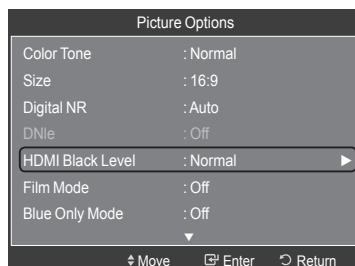 Picture Options
Color Tone : Normal
Size : 16:9
Digital NR : Auto
DNIe : Off
HDMI Black Level : Normal
Film Mode : Off
Blue Only Mode : Off
Move Enter Return